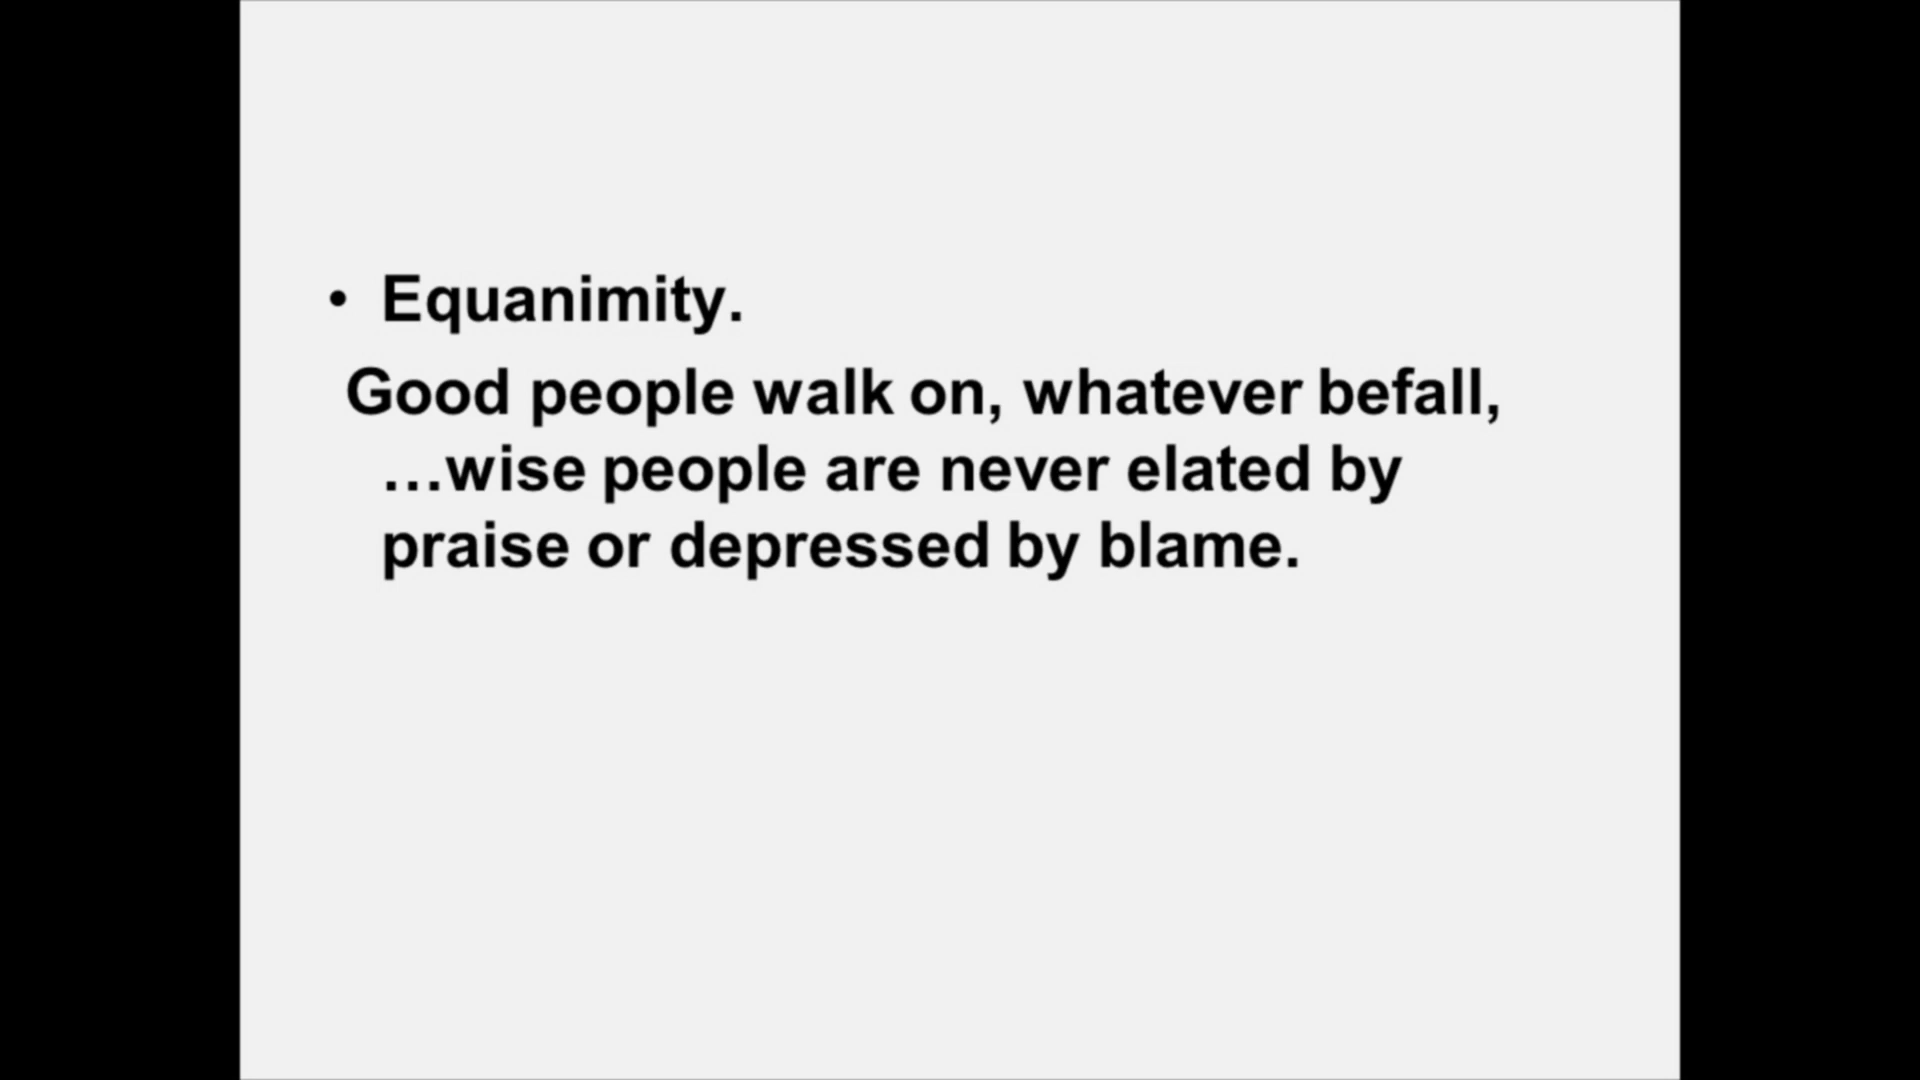 • Equanimity.
Good people walk on, whatever befall,
…wise people are never elated by
praise or depressed by blame.